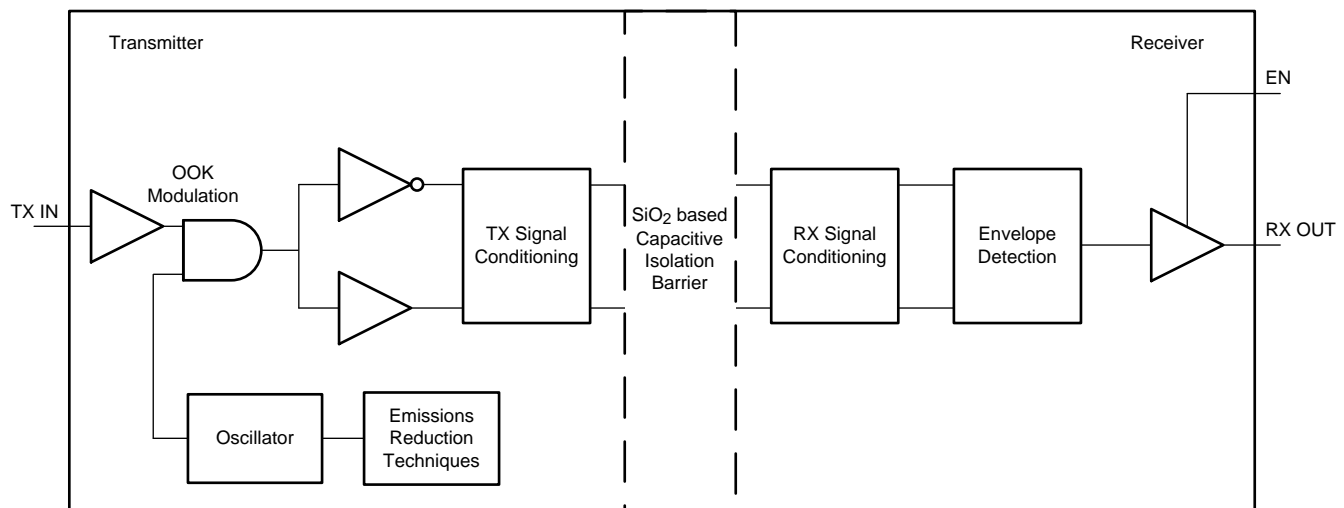 Transmitter
Receiver
EN
OOK
Modulation
TX IN
TX Signal
Conditioning
SiO2 based
Capacitive
Isolation
Barrier
RX Signal
Conditioning
Envelope
Detection
RX OUT
Oscillator
Emissions
Reduction
Techniques